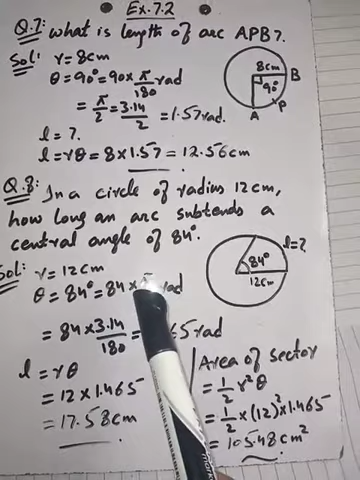 Ex.7.2
Q.7: what is length of arc APB?.
Sol: r = 8cm
θ = 90° = 90 × π/180 rad
= π/2 = 3.14/2 = 1.57 rad.
l = ?
l = rθ = 8 × 1.57 = 12.56 cm
8cm
B
90°
P
A
Q.8: In a circle of radius 12cm,
how long an arc subtends a
central angle of 84°.
Sol: r = 12cm
θ = 84° = 84 × rad
= 84 × 3.14/180 = 65 rad
l = rθ
= 12 × 1.465
= 17.58 cm
l = ?
84°
12cm
Area of sector
= 1/2 r²θ
= 1/2 × (12)² × 1.465
= 105.48 cm²